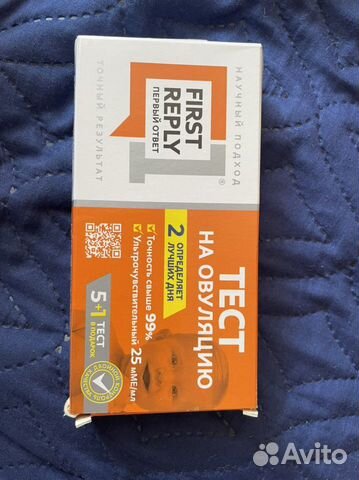 НАУЧНЫЙ ПОДХОД
FIRST
REPLY
ПЕРВЫЙ ОТВЕТ
®
ТОЧНЫЙ РЕЗУЛЬТАТ
ТЕСТ
НА ОВУЛЯЦИЮ
2 ОПРЕДЕЛЯЕТ
ЛУЧШИХ ДНЯ
Точность свыше 99%
Ультрачувствительный 25 мМЕ/мл
5+1 ТЕСТ
В ПОДАРОК
Avito